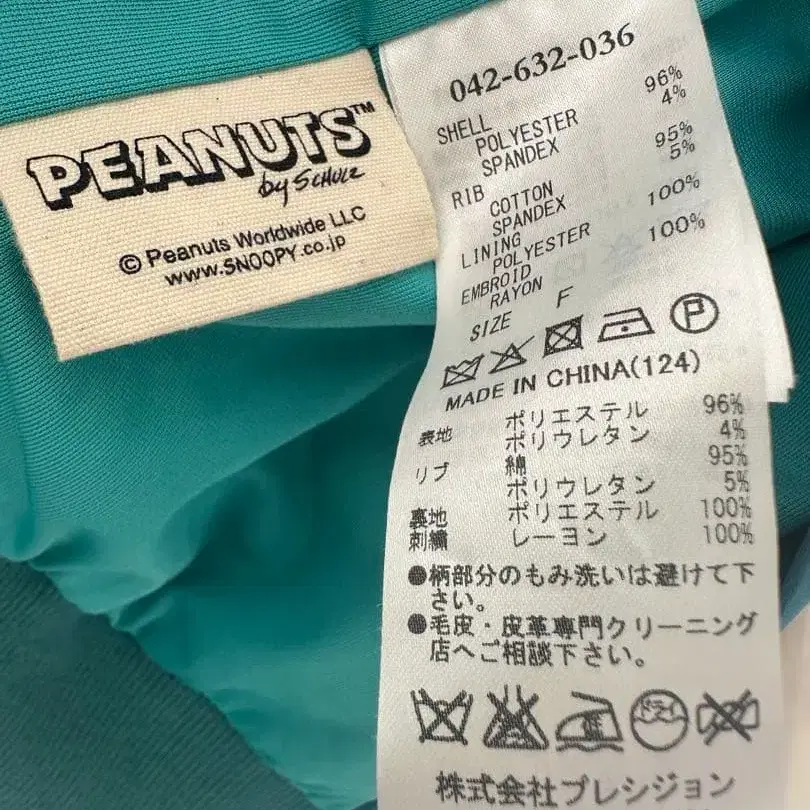 PEANUTS™
by SCHULZ
© Peanuts Worldwide LLC
www.SNOOPY.co.jp
042-632-036
SHELL
POLYESTER 96%
SPANDEX 4%
RIB
COTTON 95%
SPANDEX 5%
LINING
POLYESTER 100%
EMBROID
RAYON 100%
SIZE F
P
MADE IN CHINA(124)
表地 ポリエステル 96%
ポリウレタン 4%
リブ 綿 95%
ポリウレタン 5%
裏地 ポリエステル 100%
刺繍 レーヨン 100%
●柄部分のもみ洗いは避けて下
さい。
●毛皮・皮革専門クリーニング
店へご相談下さい。
エンソ
ドライ
株式会社プレシジョン